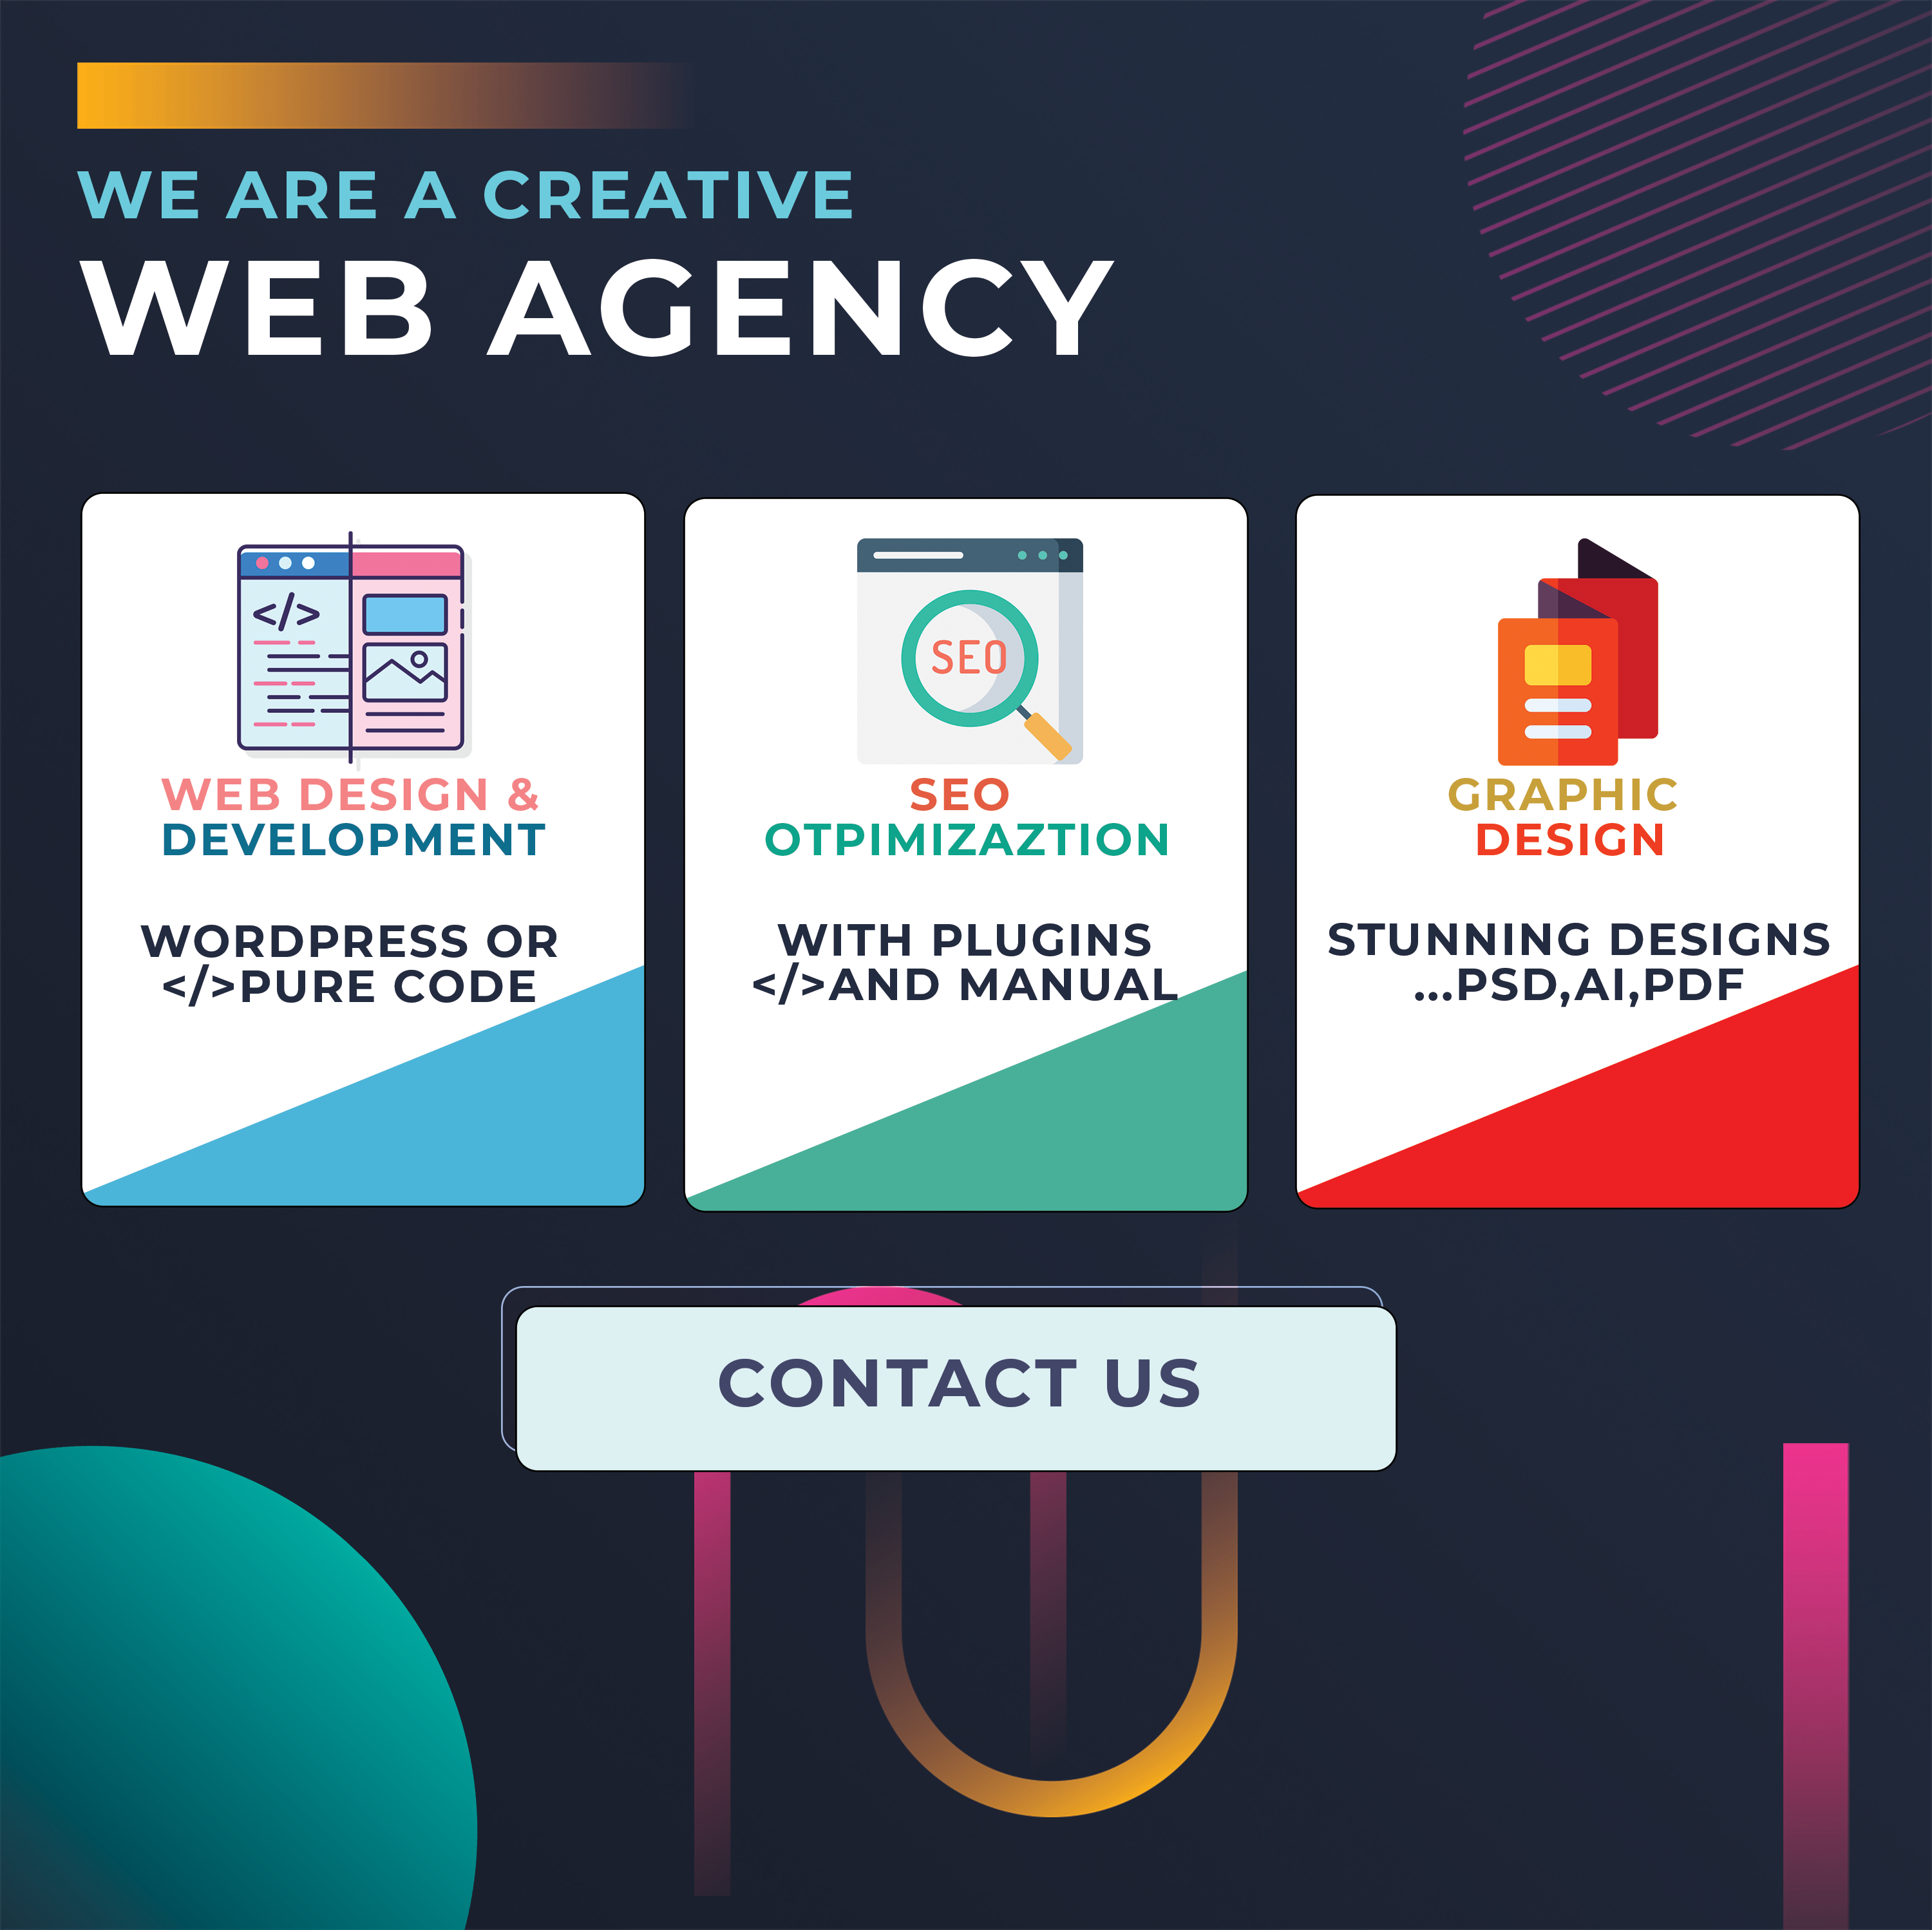 WE ARE A CREATIVE
WEB AGENCY
</>
WEB DESIGN &
DEVELOPMENT
WORDPRESS OR
</>PURE CODE
SEO
SEO
OTPIMIZAZTION
WITH PLUGINS
</>AND MANUAL
GRAPHIC
DESIGN
STUNNING DESIGNS
...PSD,AI,PDF
CONTACT US